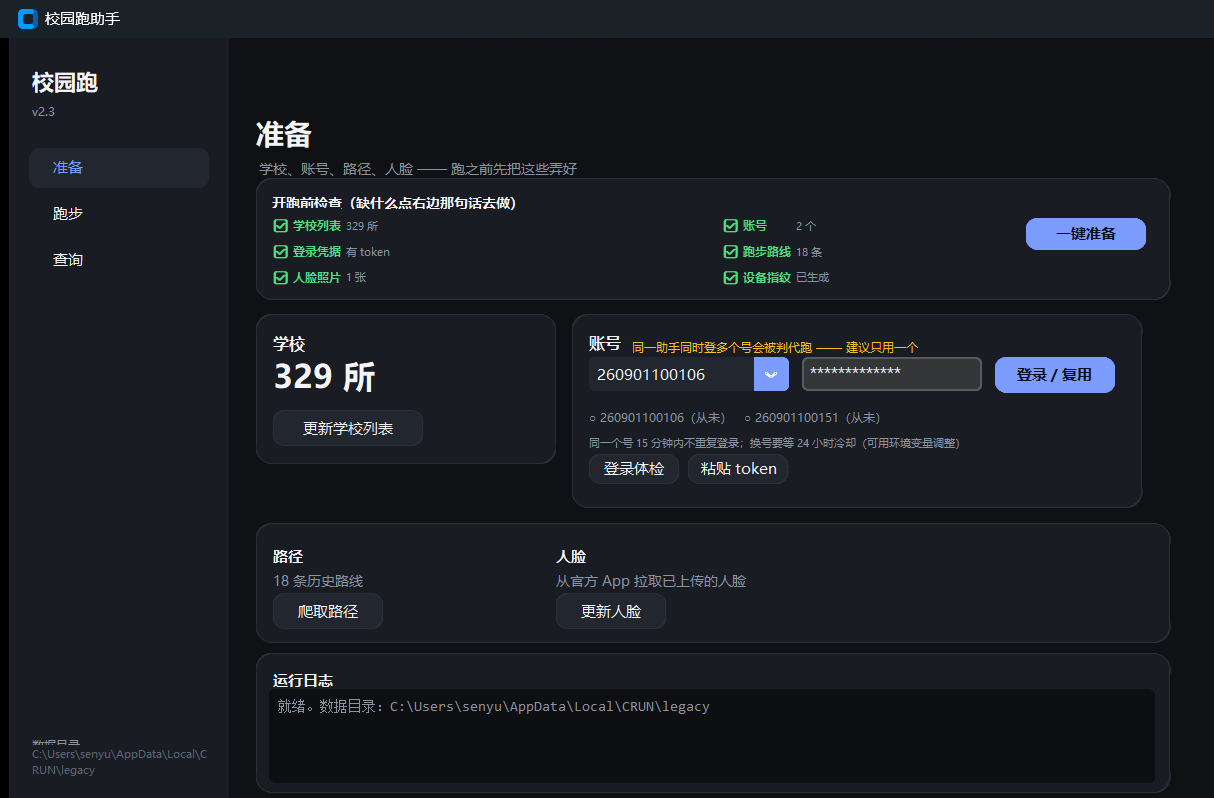 校园跑助手
校园跑
v2.3
准备
跑步
查询
数据目录
C:\Users\senyu\AppData\Local\C
RUN\legacy
准备
学校、账号、路径、人脸 —— 跑之前先把这些弄好
开跑前检查（缺什么点右边那句话去做）
学校列表 329 所
账号 2 个
登录凭据 有 token
跑步路线 18 条
人脸照片 1 张
设备指纹 已生成
一键准备
学校
329 所
更新学校列表
账号 同一助手同时登多个号会被判代跑 —— 建议只用一个
260901100106 ************* 登录 / 复用
○ 260901100106（从未） ○ 260901100151（从未）
同一个号 15 分钟内不重复登录；换号要等 24 小时冷却（可用环境变量调整）
登录体检 粘贴 token
路径
18 条历史路线
爬取路径
人脸
从官方 App 拉取已上传的人脸
更新人脸
运行日志
就绪。数据目录：C:\Users\senyu\AppData\Local\CRUN\legacy